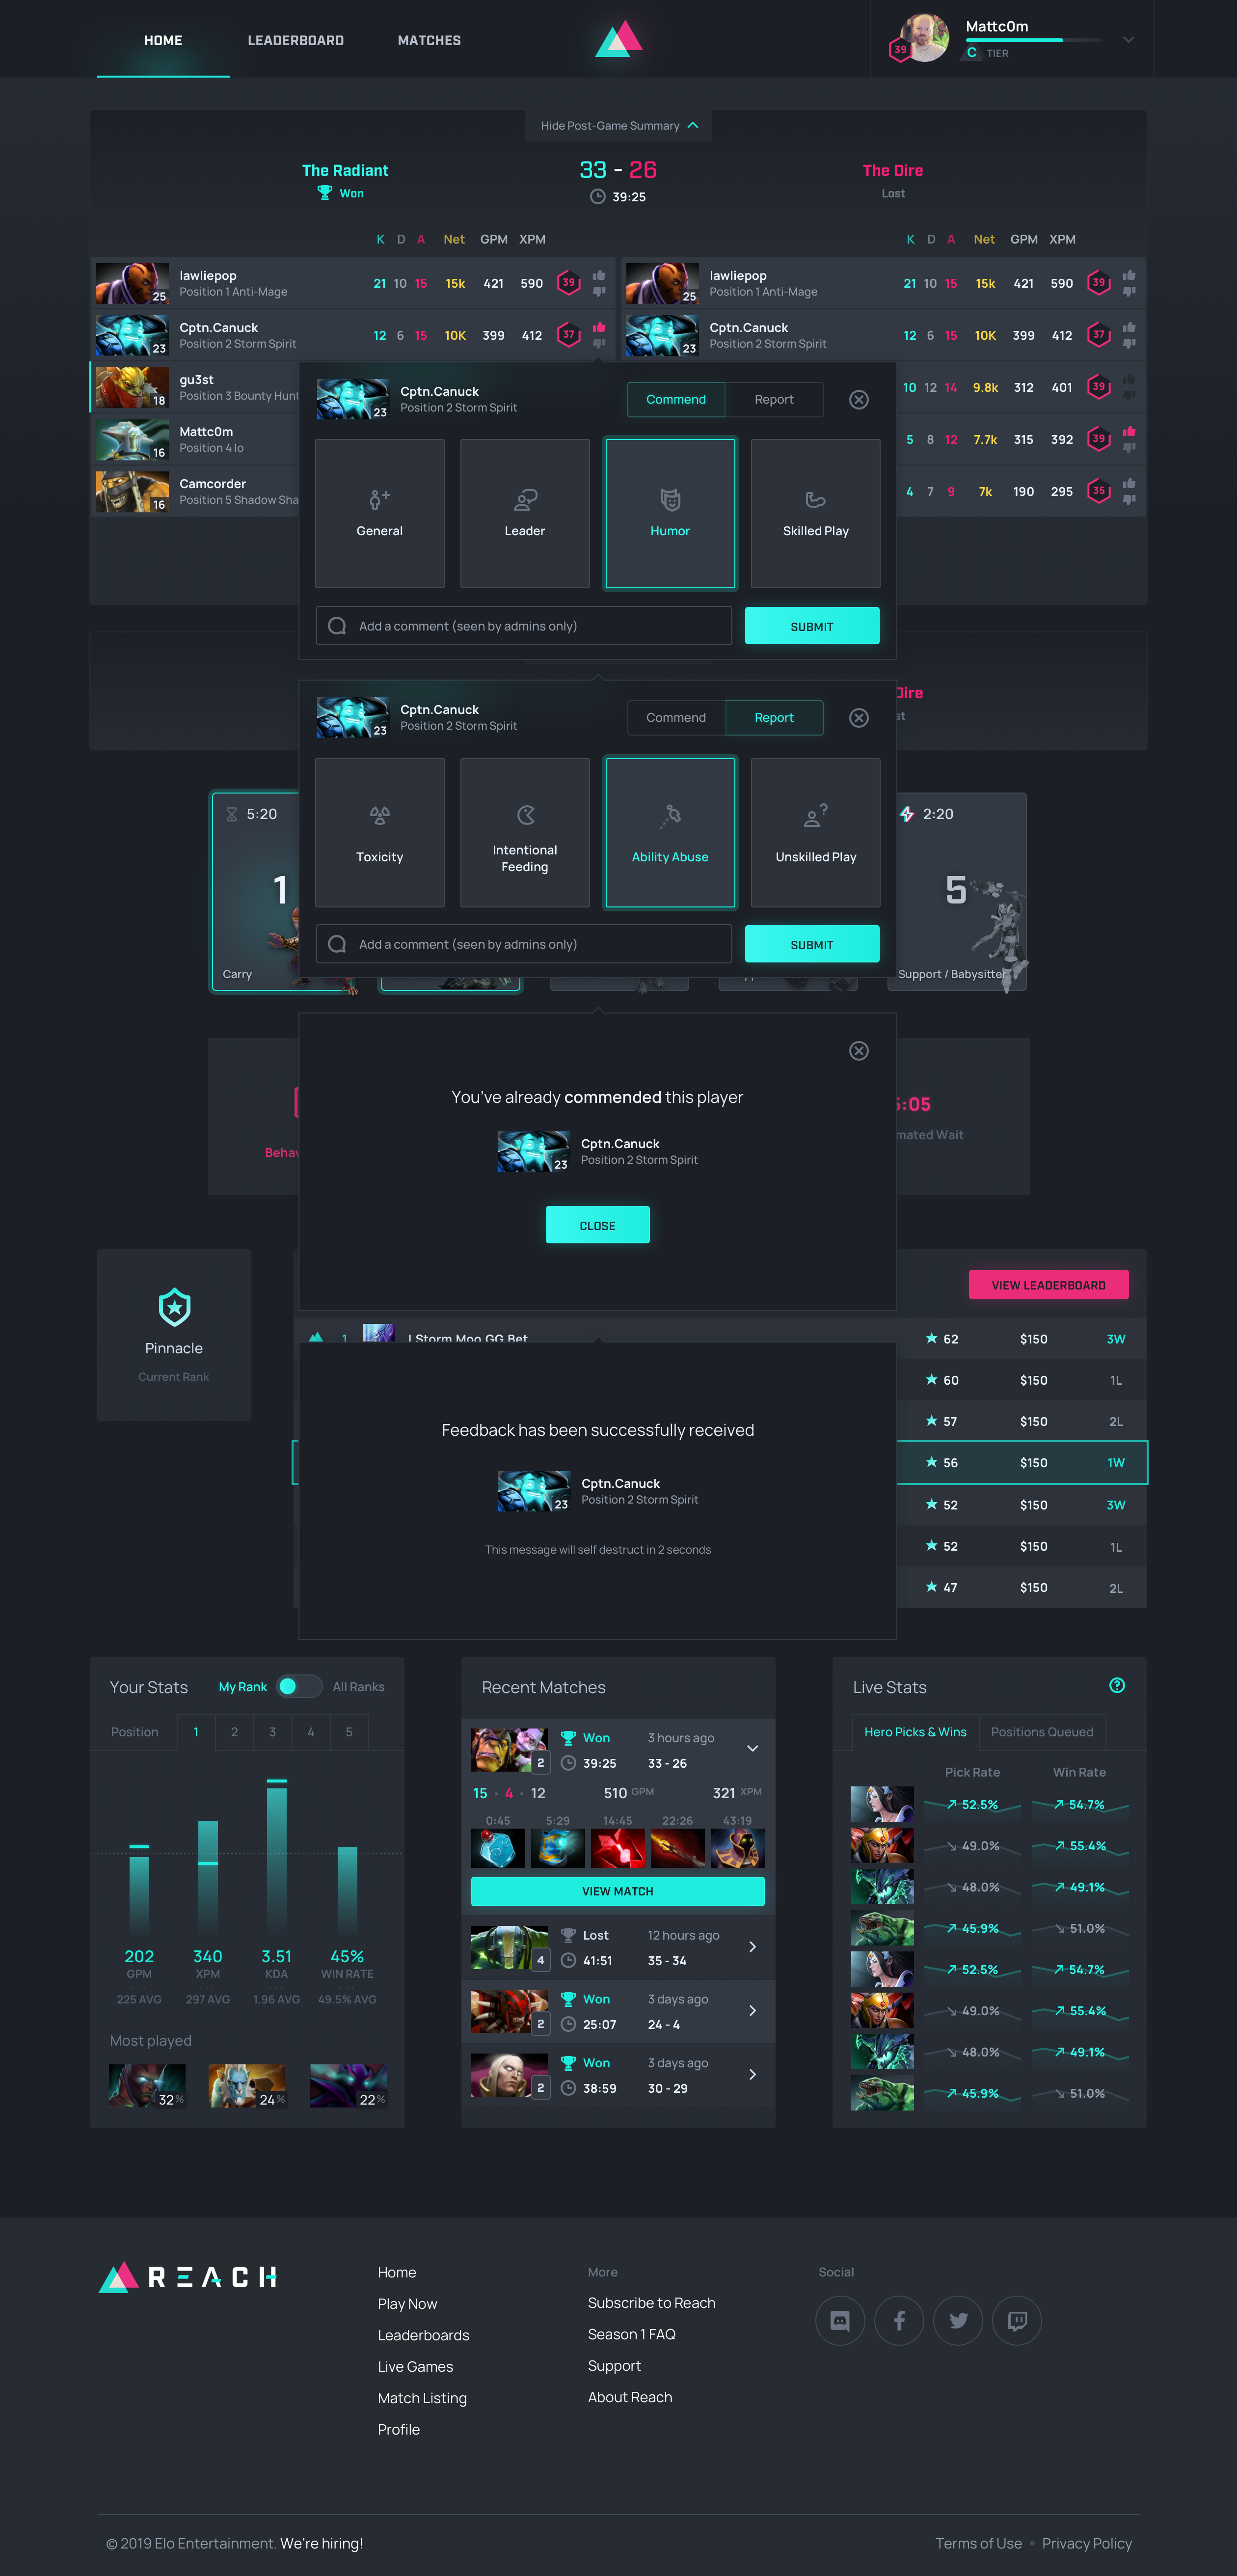 HOME LEADERBOARD MATCHES
39
Mattc0m
C TIER
Hide Post-Game Summary
The Radiant
Won
33 - 26
39:25
The Dire
Lost
K D A Net GPM XPM
K D A Net GPM XPM
25
lawliepop
Position 1 Anti-Mage
21 10 15 15k 421 590 39
25
lawliepop
Position 1 Anti-Mage
21 10 15 15k 421 590 39
23
Cptn.Canuck
Position 2 Storm Spirit
12 6 15 10K 399 412 37
23
Cptn.Canuck
Position 2 Storm Spirit
12 6 15 10K 399 412 37
18
gu3st
Position 3 Bounty Hunt
10 12 14 9.8k 312 401 39
16
Mattc0m
Position 4 Io
5 8 12 7.7k 315 392 39
16
Camcorder
Position 5 Shadow Sha
4 7 9 7k 190 295 35
23
Cptn.Canuck
Position 2 Storm Spirit
Commend Report
General Leader Humor Skilled Play
Add a comment (seen by admins only)
SUBMIT
Dire
st
23
Cptn.Canuck
Position 2 Storm Spirit
Commend Report
Toxicity
Intentional
Feeding
Ability Abuse
Unskilled Play
Add a comment (seen by admins only)
SUBMIT
5:20
1
Carry
2:20
5
Support / Babysitter
Behav
:05
mated Wait
You've already commended this player
23
Cptn.Canuck
Position 2 Storm Spirit
CLOSE
Pinnacle
Current Rank
VIEW LEADERBOARD
1 I Storm Moo GG Bet 62 $150 3W
60 $150 1L
57 $150 2L
56 $150 1W
52 $150 3W
52 $150 1L
47 $150 2L
Feedback has been successfully received
23
Cptn.Canuck
Position 2 Storm Spirit
This message will self destruct in 2 seconds
Your Stats My Rank All Ranks
Position 1 2 3 4 5
202 340 3.51 45%
GPM XPM KDA WIN RATE
225 AVG 297 AVG 1.96 AVG 49.5% AVG
Most played
32% 24% 22%
Recent Matches
2
Won 3 hours ago
39:25 33 - 26
15 • 4 • 12 510 GPM 321 XPM
0:45 5:29 14:45 22:26 43:19
VIEW MATCH
4
Lost 12 hours ago
41:51 35 - 34
2
Won 3 days ago
25:07 24 - 4
2
Won 3 days ago
38:59 30 - 29
Live Stats
Hero Picks & Wins Positions Queued
Pick Rate Win Rate
52.5% 54.7%
49.0% 55.4%
48.0% 49.1%
45.9% 51.0%
52.5% 54.7%
49.0% 55.4%
48.0% 49.1%
45.9% 51.0%
REACH
Home
Play Now
Leaderboards
Live Games
Match Listing
Profile
More
Subscribe to Reach
Season 1 FAQ
Support
About Reach
Social
© 2019 Elo Entertainment. We're hiring!
Terms of Use • Privacy Policy